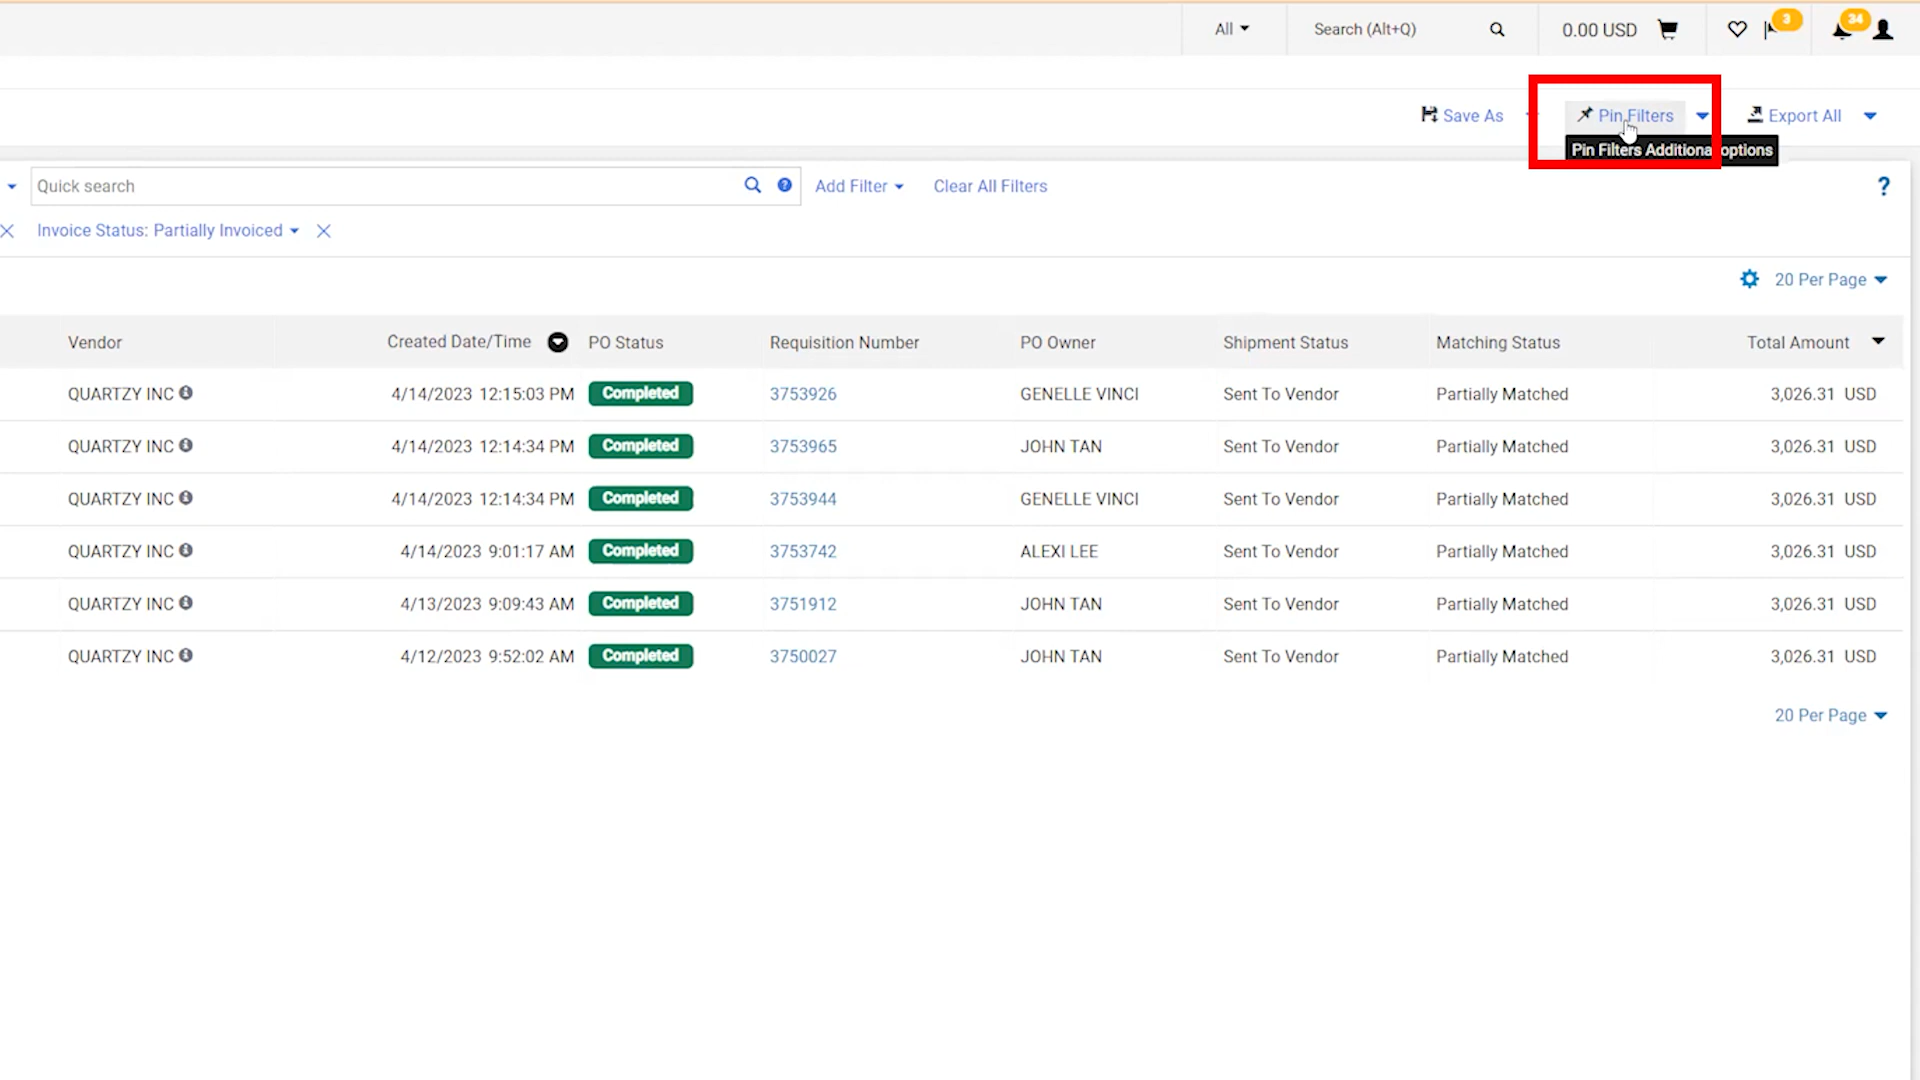 All Search (Alt+Q) 0.00 USD 3 34
Save As Pin Filters Export All
Pin Filters Additional options
Quick search Add Filter Clear All Filters ?
Invoice Status: Partially Invoiced
20 Per Page
Vendor Created Date/Time PO Status Requisition Number PO Owner Shipment Status Matching Status Total Amount
QUARTZY INC 4/14/2023 12:15:03 PM Completed 3753926 GENELLE VINCI Sent To Vendor Partially Matched 3,026.31 USD
QUARTZY INC 4/14/2023 12:14:34 PM Completed 3753965 JOHN TAN Sent To Vendor Partially Matched 3,026.31 USD
QUARTZY INC 4/14/2023 12:14:34 PM Completed 3753944 GENELLE VINCI Sent To Vendor Partially Matched 3,026.31 USD
QUARTZY INC 4/14/2023 9:01:17 AM Completed 3753742 ALEXI LEE Sent To Vendor Partially Matched 3,026.31 USD
QUARTZY INC 4/13/2023 9:09:43 AM Completed 3751912 JOHN TAN Sent To Vendor Partially Matched 3,026.31 USD
QUARTZY INC 4/12/2023 9:52:02 AM Completed 3750027 JOHN TAN Sent To Vendor Partially Matched 3,026.31 USD
20 Per Page